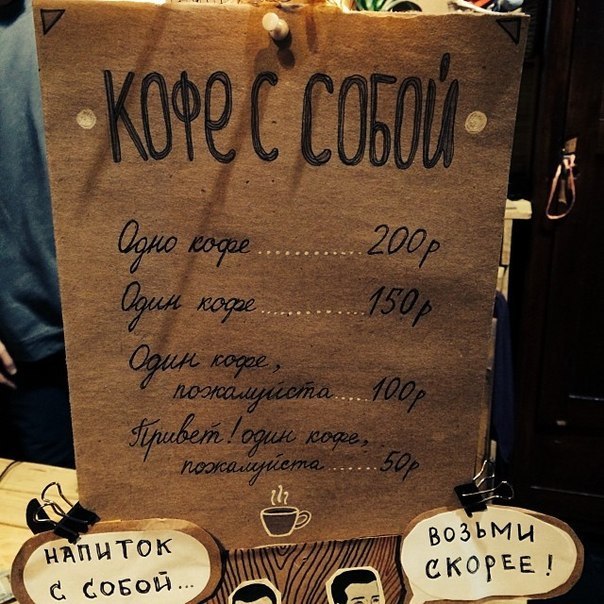 КОФЕ С СОБОЙ
Одно кофе ............ 200р
Один кофе ............ 150р
Один кофе,
пожалуйста ..... 100р
Привет! один кофе,
пожалуйста ...... 50р
НАПИТОК
С СОБОЙ...
ВОЗЬМИ
СКОРЕЕ!